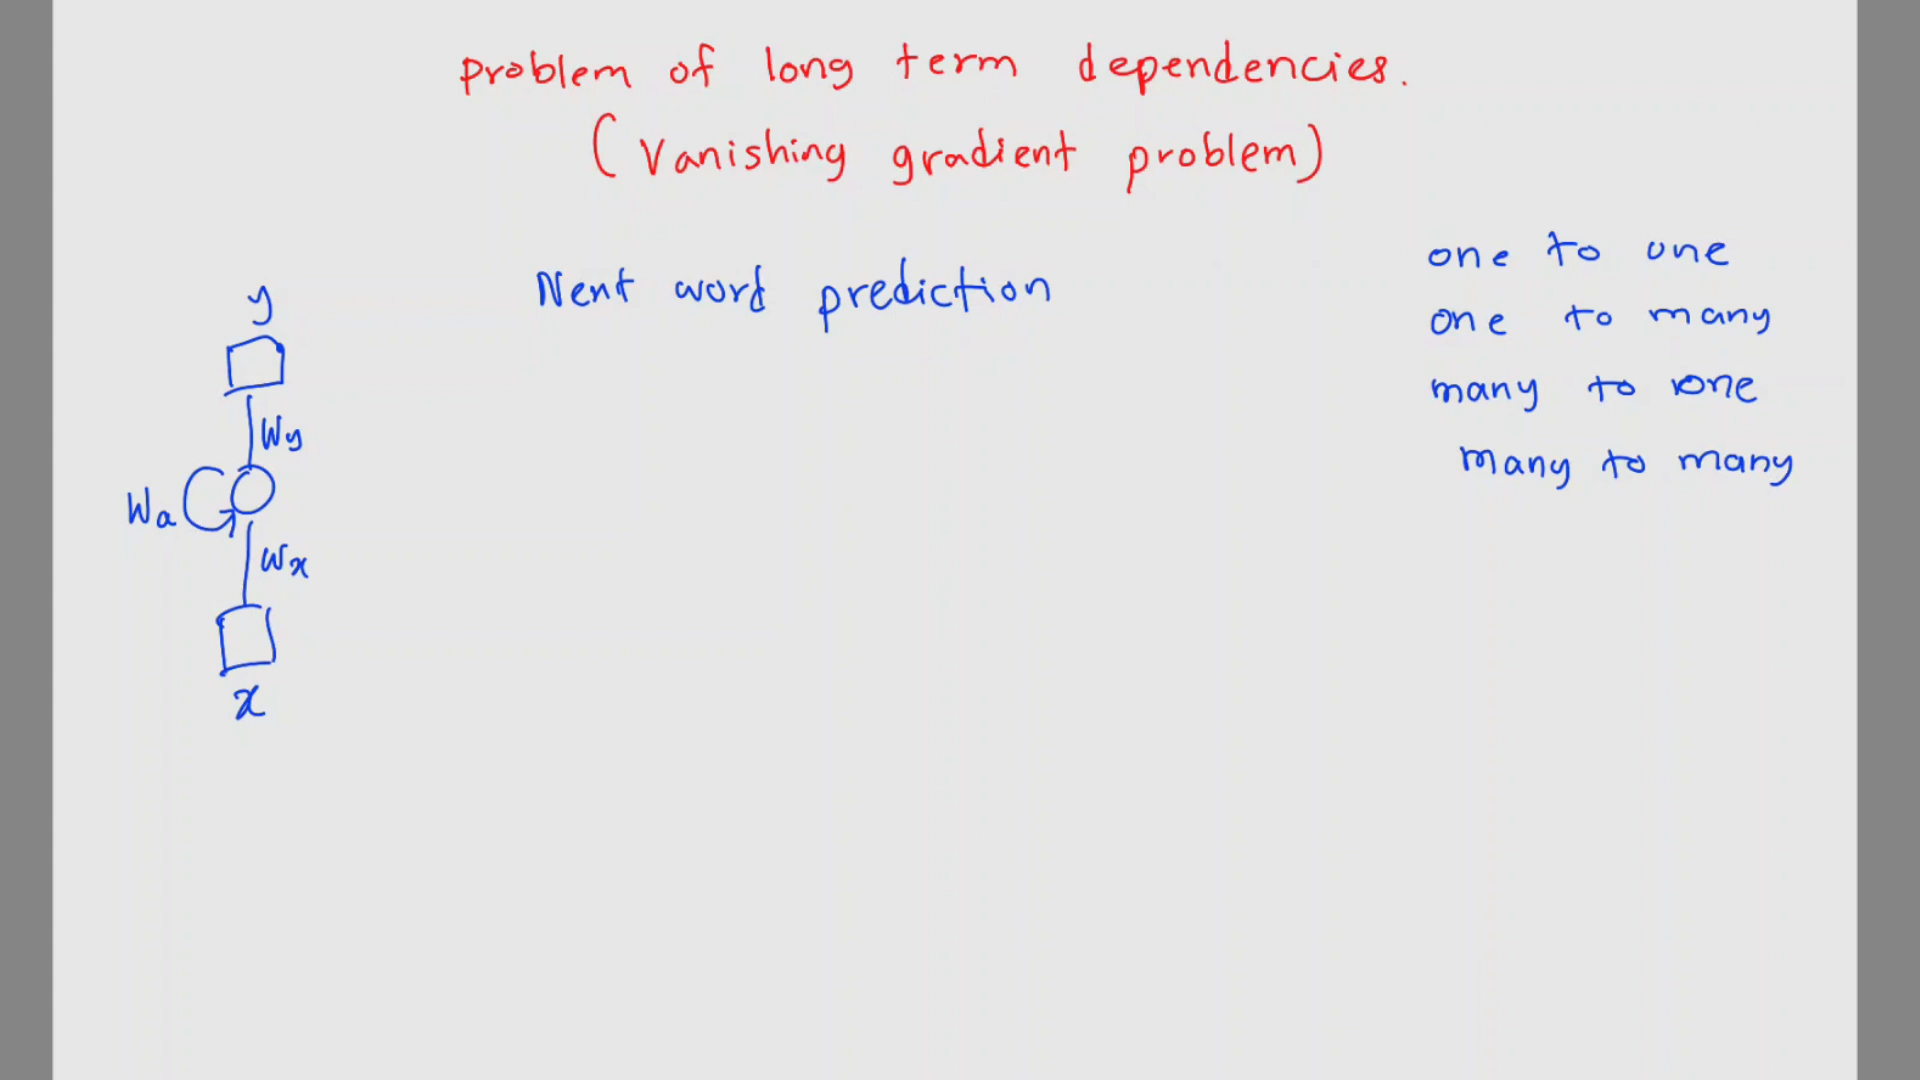 problem of long term dependencies.
(Vanishing gradient problem)
Next word prediction
one to one
one to many
many to one
many to many
y
Wy
Wa
Wx
x